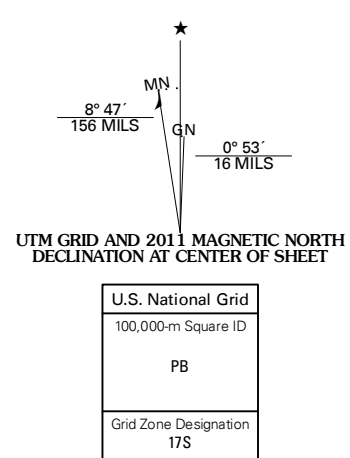 ★
MN
8° 47´
156 MILS
GN
0° 53´
16 MILS
UTM GRID AND 2011 MAGNETIC NORTH
DECLINATION AT CENTER OF SHEET
U.S. National Grid
100,000-m Square ID
PB
Grid Zone Designation
17S